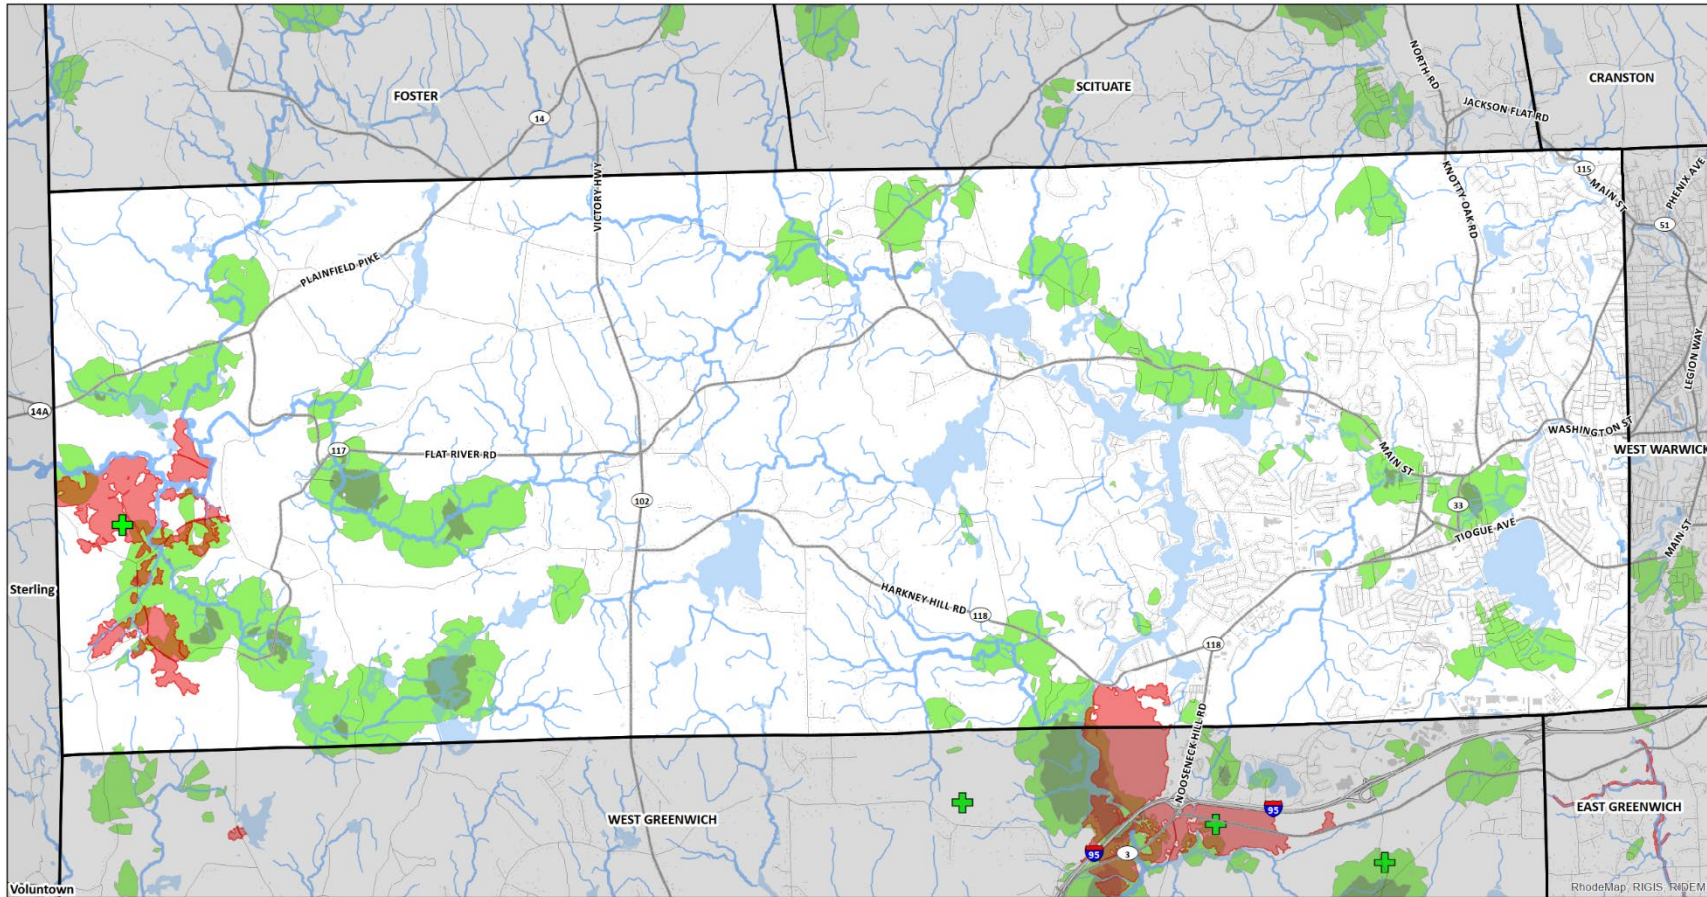 FOSTER
SCITUATE
CRANSTON
NORTH RD
JACKSON FLAT RD
14
115
MAIN ST
PHENIX AVE
51
KNOTTY OAK RD
VICTORY HWY
PLAINFIELD PIKE
LEGION WAY
14A
117
FLAT RIVER RD
MAIN ST
WASHINGTON ST
WEST WARWICK
102
33
TIOGUE AVE
MAIN ST
Sterling
HARKNEY HILL RD
118
118
NOOSENECK HILL RD
WEST GREENWICH
95
EAST GREENWICH
95
3
Voluntown
RhodeMap, RIGIS, RIDEM